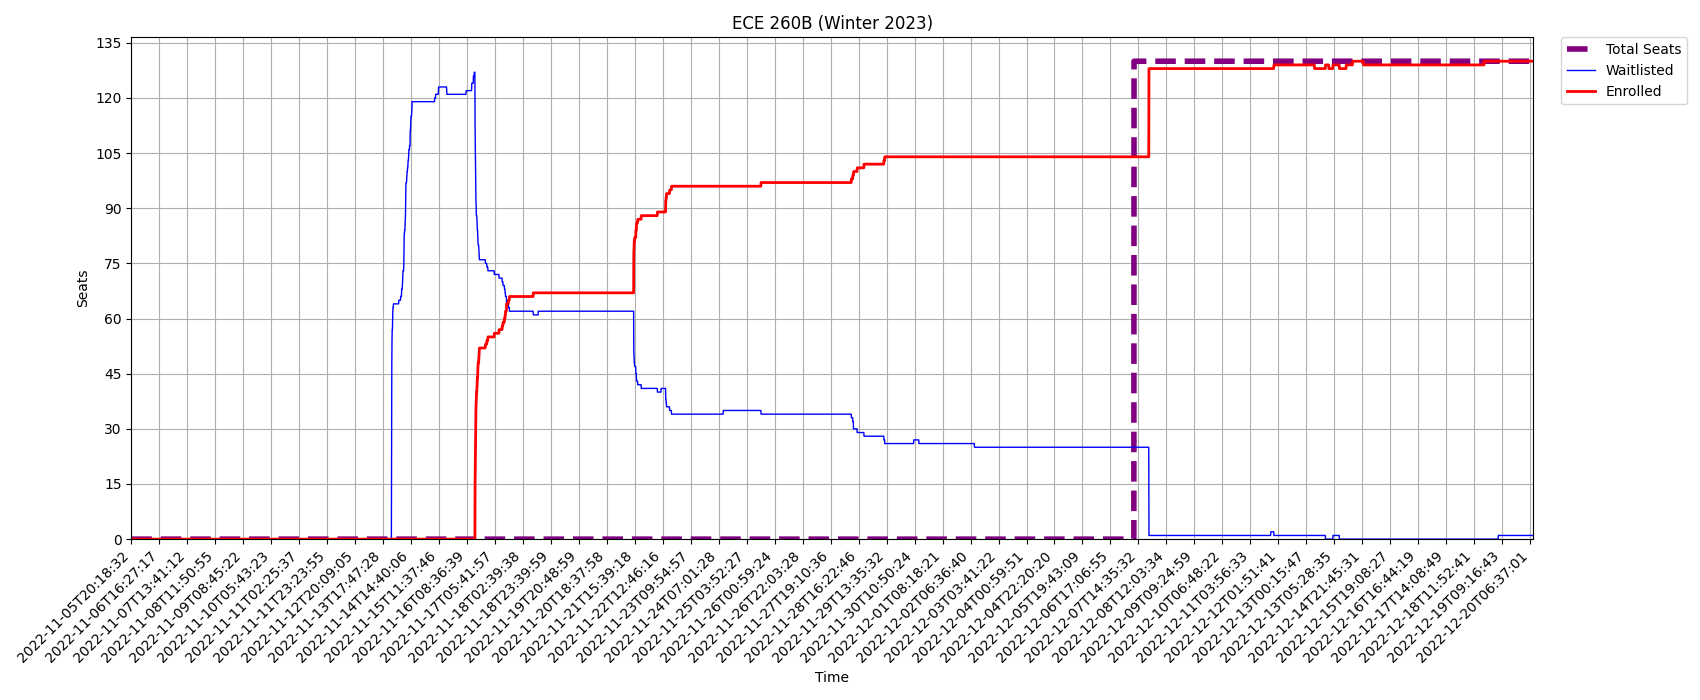 ECE 260B (Winter 2023)
Total Seats
Waitlisted
Enrolled
Seats
135
120
105
90
75
60
45
30
15
0
2022-11-05T20:18:32
2022-11-06T16:27:17
2022-11-07T13:41:12
2022-11-08T11:50:55
2022-11-09T08:45:22
2022-11-10T05:43:23
2022-11-11T02:25:37
2022-11-11T23:23:55
2022-11-12T20:09:05
2022-11-13T17:47:28
2022-11-14T14:40:06
2022-11-15T11:37:46
2022-11-16T08:36:39
2022-11-17T05:41:57
2022-11-18T02:39:38
2022-11-18T23:39:59
2022-11-19T20:48:59
2022-11-20T18:37:58
2022-11-21T15:39:18
2022-11-22T12:46:16
2022-11-23T09:54:57
2022-11-24T07:01:28
2022-11-25T03:52:27
2022-11-26T00:59:24
2022-11-26T22:03:28
2022-11-27T19:10:36
2022-11-28T16:22:46
2022-11-29T13:35:32
2022-11-30T10:50:24
2022-12-01T08:18:21
2022-12-02T06:36:40
2022-12-03T03:41:22
2022-12-04T00:59:51
2022-12-04T22:20:20
2022-12-05T19:43:09
2022-12-06T17:06:55
2022-12-07T14:35:32
2022-12-08T12:03:34
2022-12-09T09:24:59
2022-12-10T06:48:22
2022-12-11T03:56:33
2022-12-12T01:51:41
2022-12-13T00:15:47
2022-12-13T05:28:35
2022-12-14T21:45:31
2022-12-15T19:08:27
2022-12-16T16:44:19
2022-12-17T14:08:49
2022-12-18T11:52:41
2022-12-19T09:16:43
2022-12-20T06:37:01
Time